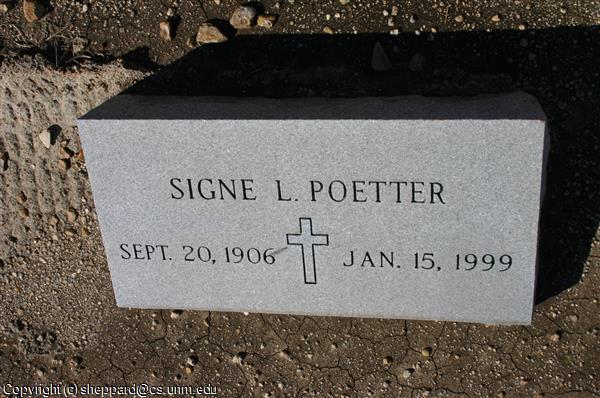 SIGNE L. POETTER
SEPT. 20, 1906 JAN. 15, 1999
Copyright (c) sheppard@cs.unm.edu